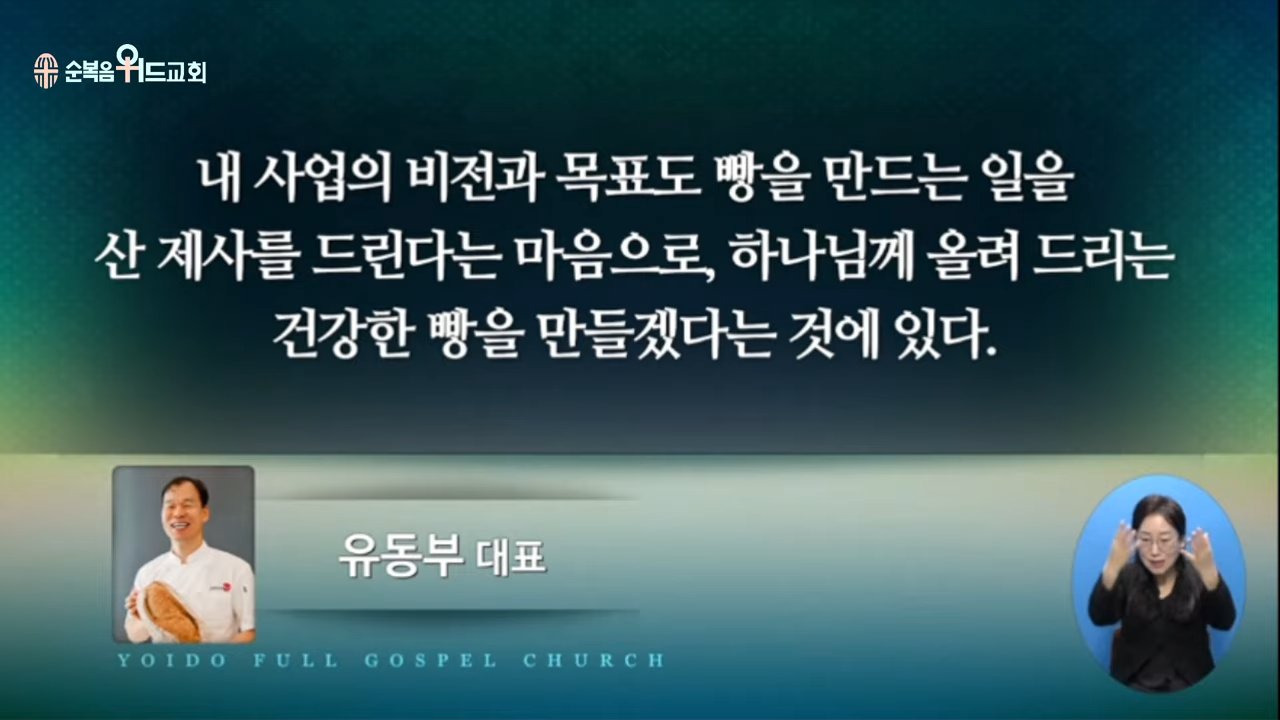 순복음위드교회
내 사업의 비전과 목표도 빵을 만드는 일을
산 제사를 드린다는 마음으로, 하나님께 올려 드리는
건강한 빵을 만들겠다는 것에 있다.
유동부 대표
YOIDO FULL GOSPEL CHURCH